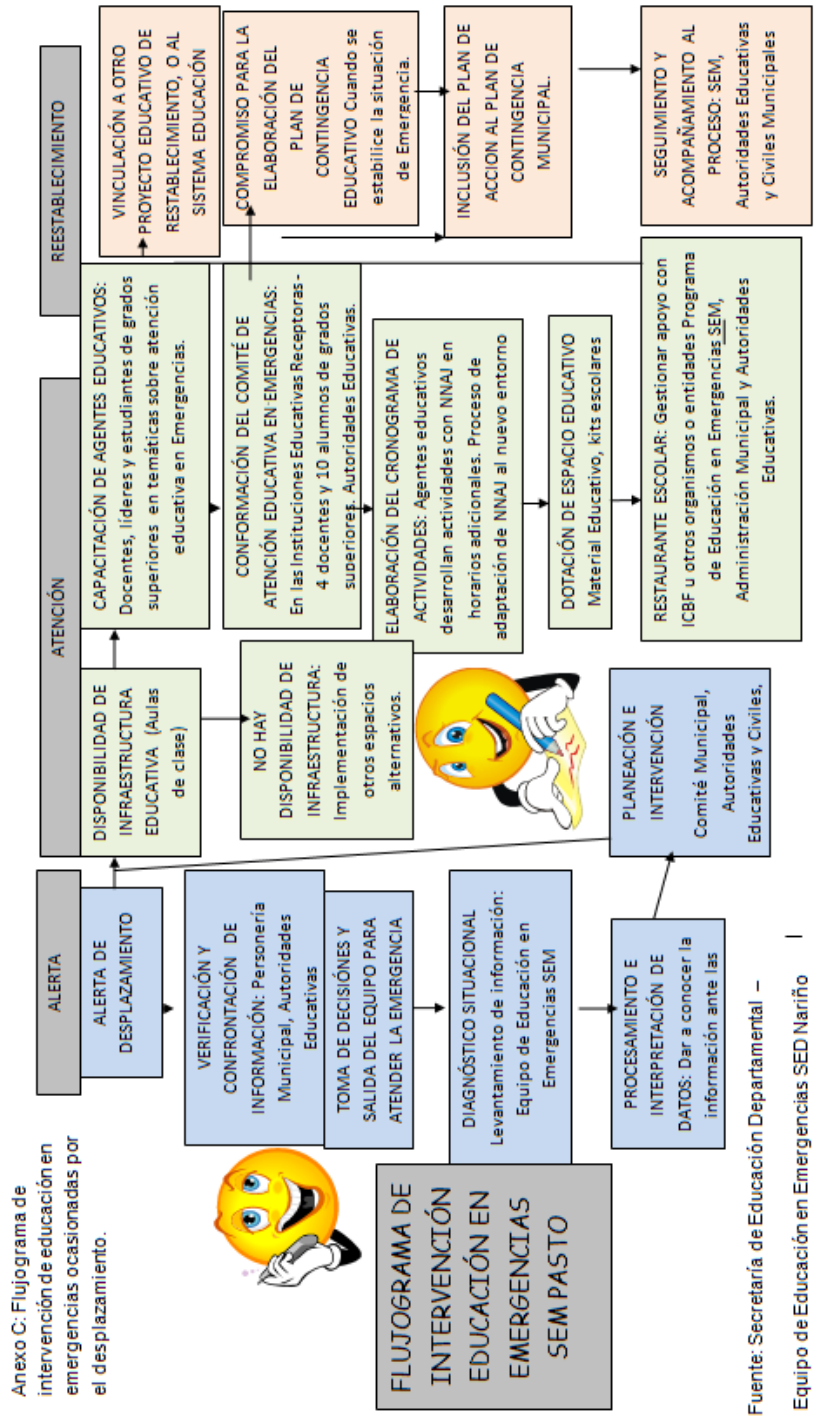 Anexo C: Flujograma de
intervención de educación en
emergencias ocasionadas por
el desplazamiento.
FLUJOGRAMA DE
INTERVENCIÓN
EDUCACIÓN EN
EMERGENCIAS
SEM PASTO
ALERTA
ALERTA DE
DESPLAZAMIENTO
VERIFICACIÓN Y
CONFRONTACIÓN DE
INFORMACIÓN: Personería
Municipal, Autoridades
Educativas
TOMA DE DECISIÓNES Y
SALIDA DEL EQUIPO PARA
ATENDER LA EMERGENCIA
DIAGNÓSTICO SITUACIONAL
Levantamiento de información:
Equipo de Educación en
Emergencias SEM
PROCESAMIENTO E
INTERPRETACIÓN DE
DATOS: Dar a conocer la
información ante las
PLANEACIÓN E
INTERVENCIÓN
Comité Municipal,
Autoridades
Educativas y Civiles,
ATENCIÓN
DISPONIBILIDAD DE
INFRAESTRUCTURA
EDUCATIVA (Aulas
de clase)
NO HAY
DISPONIBILIDAD DE
INFRAESTRUCTURA:
Implementación de
otros espacios
alternativos.
CAPACITACIÓN DE AGENTES EDUCATIVOS:
Docentes, líderes y estudiantes de grados
superiores en temáticas sobre atención
educativa en Emergencias.
CONFORMACIÓN DEL COMITÉ DE
ATENCIÓN EDUCATIVA EN EMERGENCIAS:
En las Instituciones Educativas Receptoras -
4 docentes y 10 alumnos de grados
superiores. Autoridades Educativas.
ELABORACIÓN DEL CRONOGRAMA DE
ACTIVIDADES: Agentes educativos
desarrollan actividades con NNAJ en
horarios adicionales. Proceso de
adaptación de NNAJ al nuevo entorno
DOTACIÓN DE ESPACIO EDUCATIVO
Material Educativo, kits escolares
RESTAURANTE ESCOLAR: Gestionar apoyo con
ICBF u otros organismos o entidades Programa
de Educación en Emergencias SEM,
Administración Municipal y Autoridades
Educativas.
REESTABLECIMIENTO
VINCULACIÓN A OTRO
PROYECTO EDUCATIVO DE
RESTABLECIMIENTO, O AL
SISTEMA EDUCACIÓN
COMPROMISO PARA LA
ELABORACIÓN DEL
PLAN DE
CONTINGENCIA
EDUCATIVO Cuando se
estabilice la situación
de Emergencia.
INCLUSIÓN DEL PLAN DE
ACCION AL PLAN DE
CONTINGENCIA
MUNICIPAL.
SEGUIMIENTO Y
ACOMPAÑAMIENTO AL
PROCESO: SEM,
Autoridades Educativas
y Civiles Municipales
Fuente: Secretaría de Educación Departamental –
Equipo de Educación en Emergencias SED Nariño